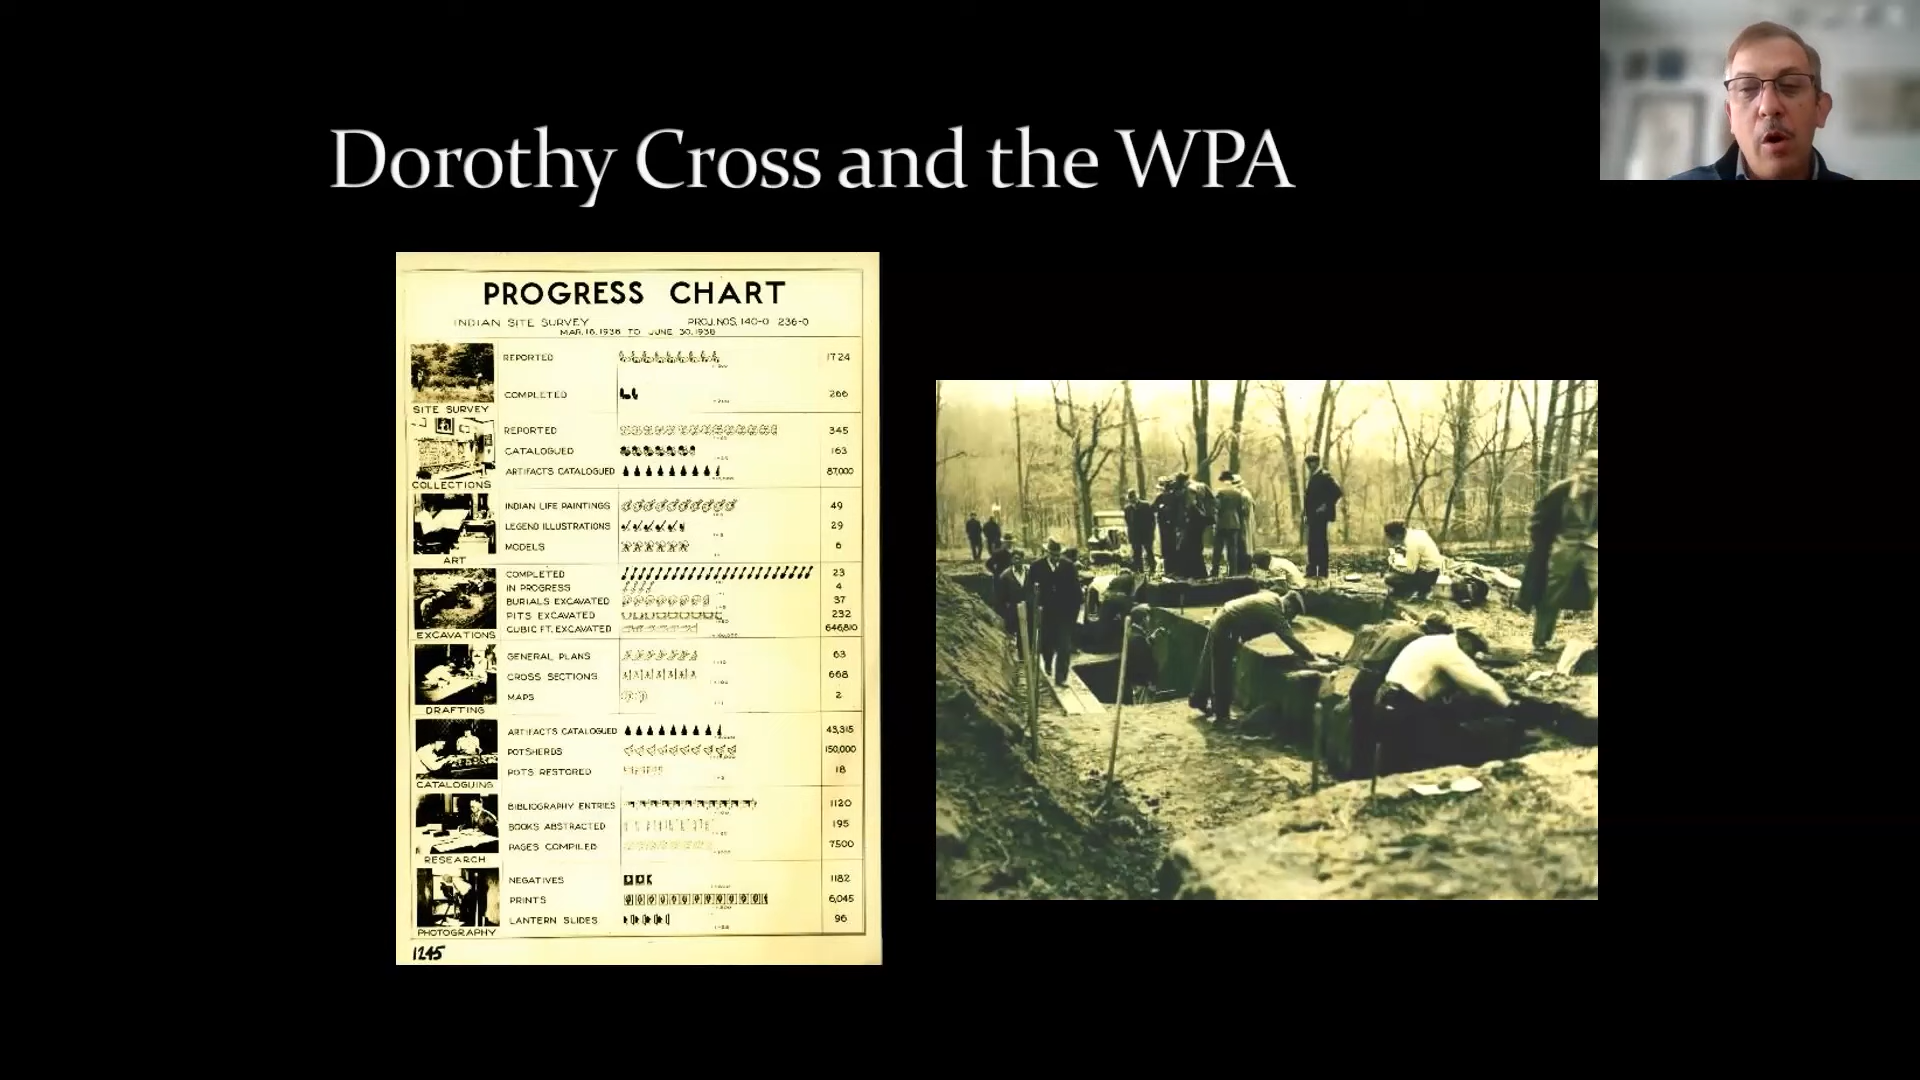 Dorothy Cross and the WPA
PROGRESS CHART
INDIAN SITE SURVEY PROJ. NOS. 140-0 236-0
MAR. 16, 1936 TO JUNE 30, 1938
REPORTED 1724
COMPLETED 266
SITE SURVEY
REPORTED 345
CATALOGUED 163
ARTIFACTS CATALOGUED 87,000
COLLECTIONS
INDIAN LIFE PAINTINGS 49
LEGEND ILLUSTRATIONS 29
MODELS 6
ART
COMPLETED 23
IN PROGRESS 4
BURIALS EXCAVATED 37
PITS EXCAVATED 232
CUBIC FT. EXCAVATED 646,810
EXCAVATIONS
GENERAL PLANS 63
CROSS SECTIONS 668
MAPS 2
DRAFTING
ARTIFACTS CATALOGUED 43,315
POTSHERDS 150,000
POTS RESTORED 18
CATALOGUING
BIBLIOGRAPHY ENTRIES 1120
BOOKS ABSTRACTED 195
PAGES COMPILED 7500
RESEARCH
NEGATIVES 1182
PRINTS 6,045
LANTERN SLIDES 96
PHOTOGRAPHY
1245